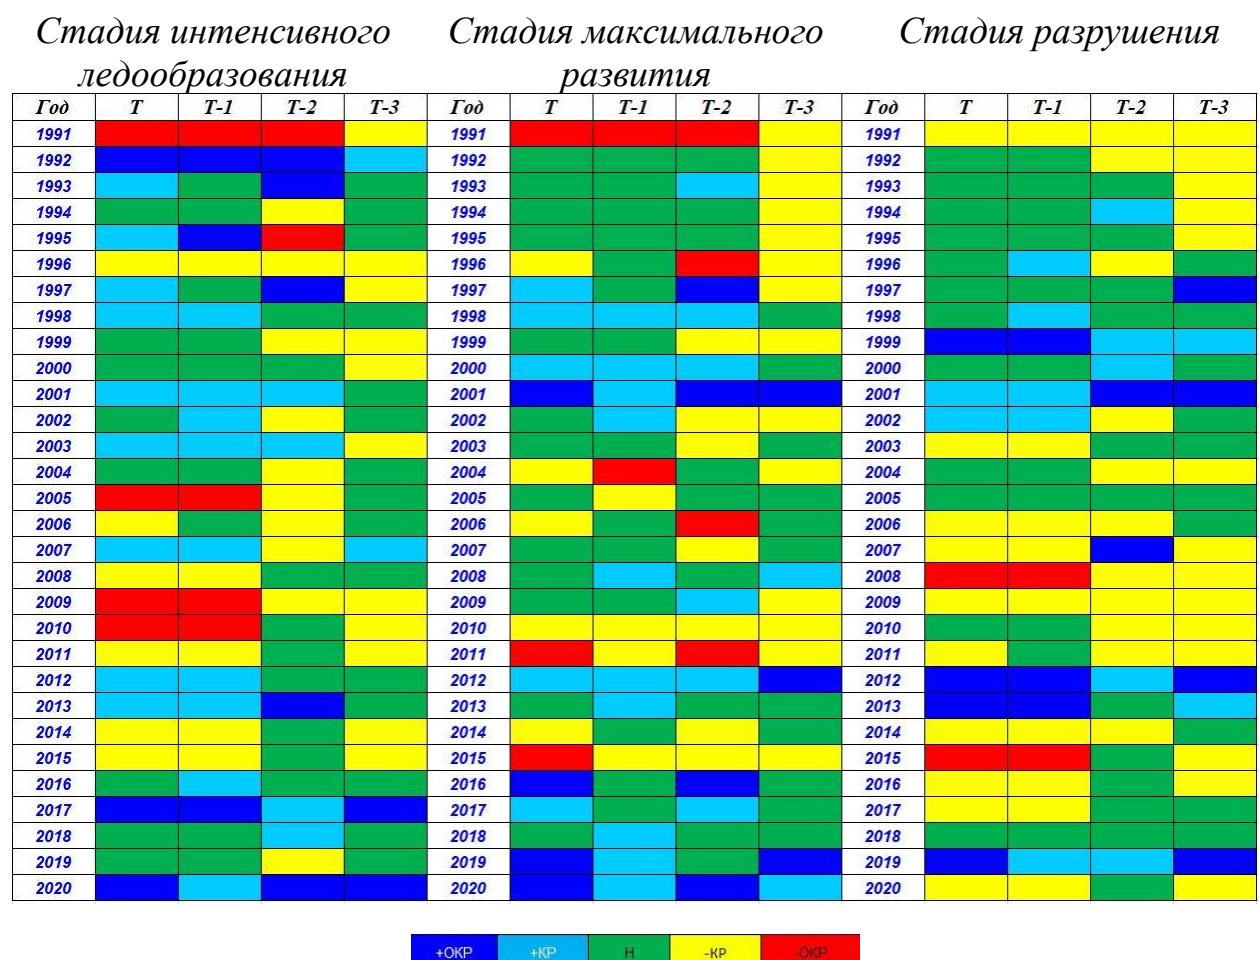 Стадия интенсивного ледообразования
Стадия максимального развития
Стадия разрушения
Год T T-1 T-2 T-3 Год T T-1 T-2 T-3 Год T T-1 T-2 T-3
1991 1991 1991
1992 1992 1992
1993 1993 1993
1994 1994 1994
1995 1995 1995
1996 1996 1996
1997 1997 1997
1998 1998 1998
1999 1999 1999
2000 2000 2000
2001 2001 2001
2002 2002 2002
2003 2003 2003
2004 2004 2004
2005 2005 2005
2006 2006 2006
2007 2007 2007
2008 2008 2008
2009 2009 2009
2010 2010 2010
2011 2011 2011
2012 2012 2012
2013 2013 2013
2014 2014 2014
2015 2015 2015
2016 2016 2016
2017 2017 2017
2018 2018 2018
2019 2019 2019
2020 2020 2020
+ОКР +КР Н -КР -ОКР